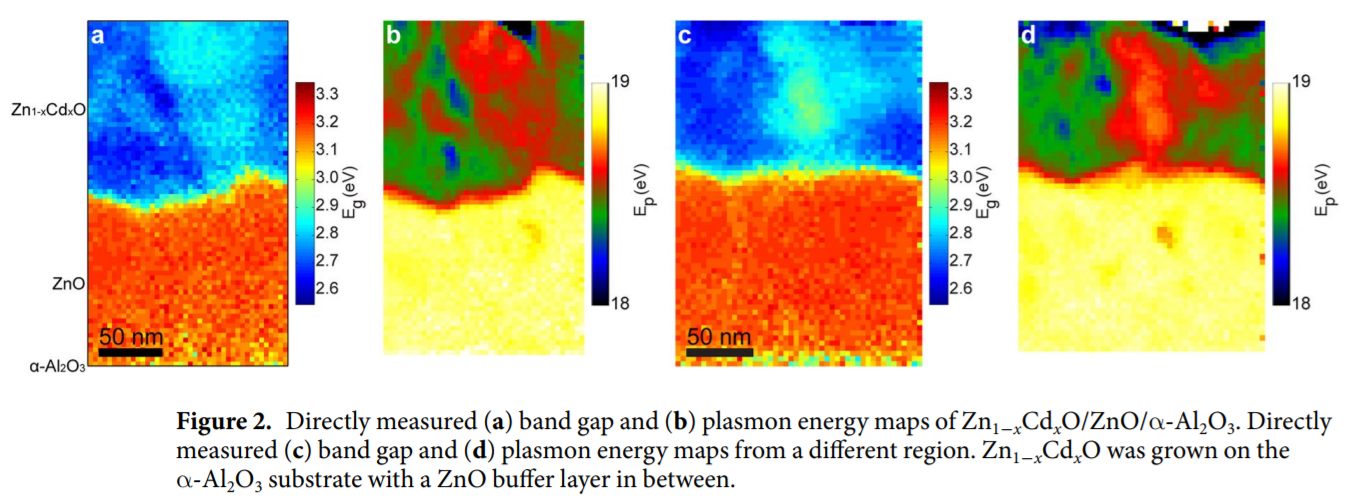 a
b
c
d
Zn1-xCdxO
ZnO
α-Al2O3
50 nm
3.3
3.2
3.1
3.0
2.9
2.8
2.7
2.6
Eg(eV)
19
18
Ep(eV)
50 nm
3.3
3.2
3.1
3.0
2.9
2.8
2.7
2.6
Eg(eV)
19
18
Ep(eV)
Figure 2. Directly measured (a) band gap and (b) plasmon energy maps of Zn1−xCdxO/ZnO/α-Al2O3. Directly
measured (c) band gap and (d) plasmon energy maps from a different region. Zn1−xCdxO was grown on the
α-Al2O3 substrate with a ZnO buffer layer in between.